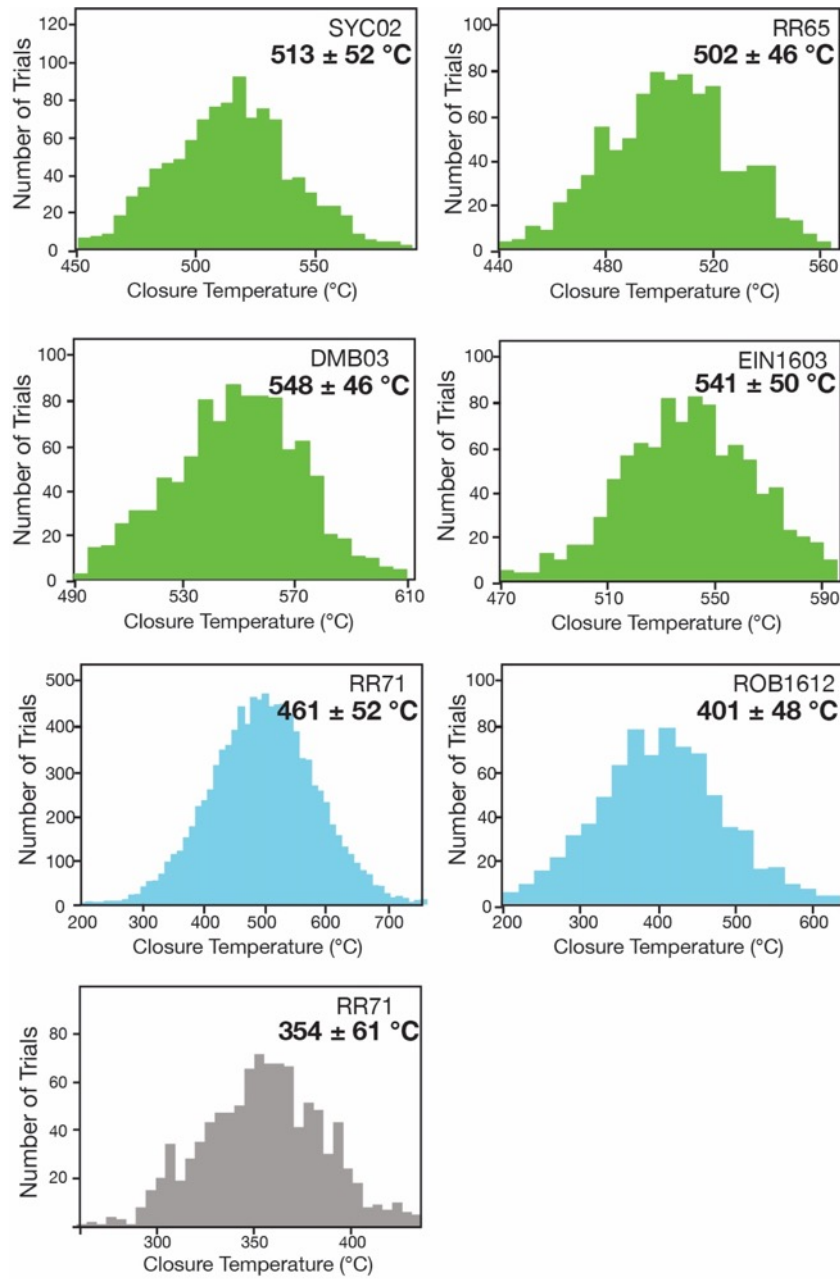 SYC02
513 ± 52 °C
Number of Trials
120
100
80
60
40
20
0
450 500 550
Closure Temperature (°C)
RR65
502 ± 46 °C
Number of Trials
100
80
60
40
20
0
440 480 520 560
Closure Temperature (°C)
DMB03
548 ± 46 °C
Number of Trials
100
80
60
40
20
0
490 530 570 610
Closure Temperature (°C)
EIN1603
541 ± 50 °C
Number of Trials
100
80
60
40
20
0
470 510 550 590
Closure Temperature (°C)
RR71
461 ± 52 °C
Number of Trials
500
400
300
200
100
0
200 300 400 500 600 700
Closure Temperature (°C)
ROB1612
401 ± 48 °C
Number of Trials
100
80
60
40
20
0
200 300 400 500 600
Closure Temperature (°C)
RR71
354 ± 61 °C
Number of Trials
80
60
40
20
300 350 400
Closure Temperature (°C)